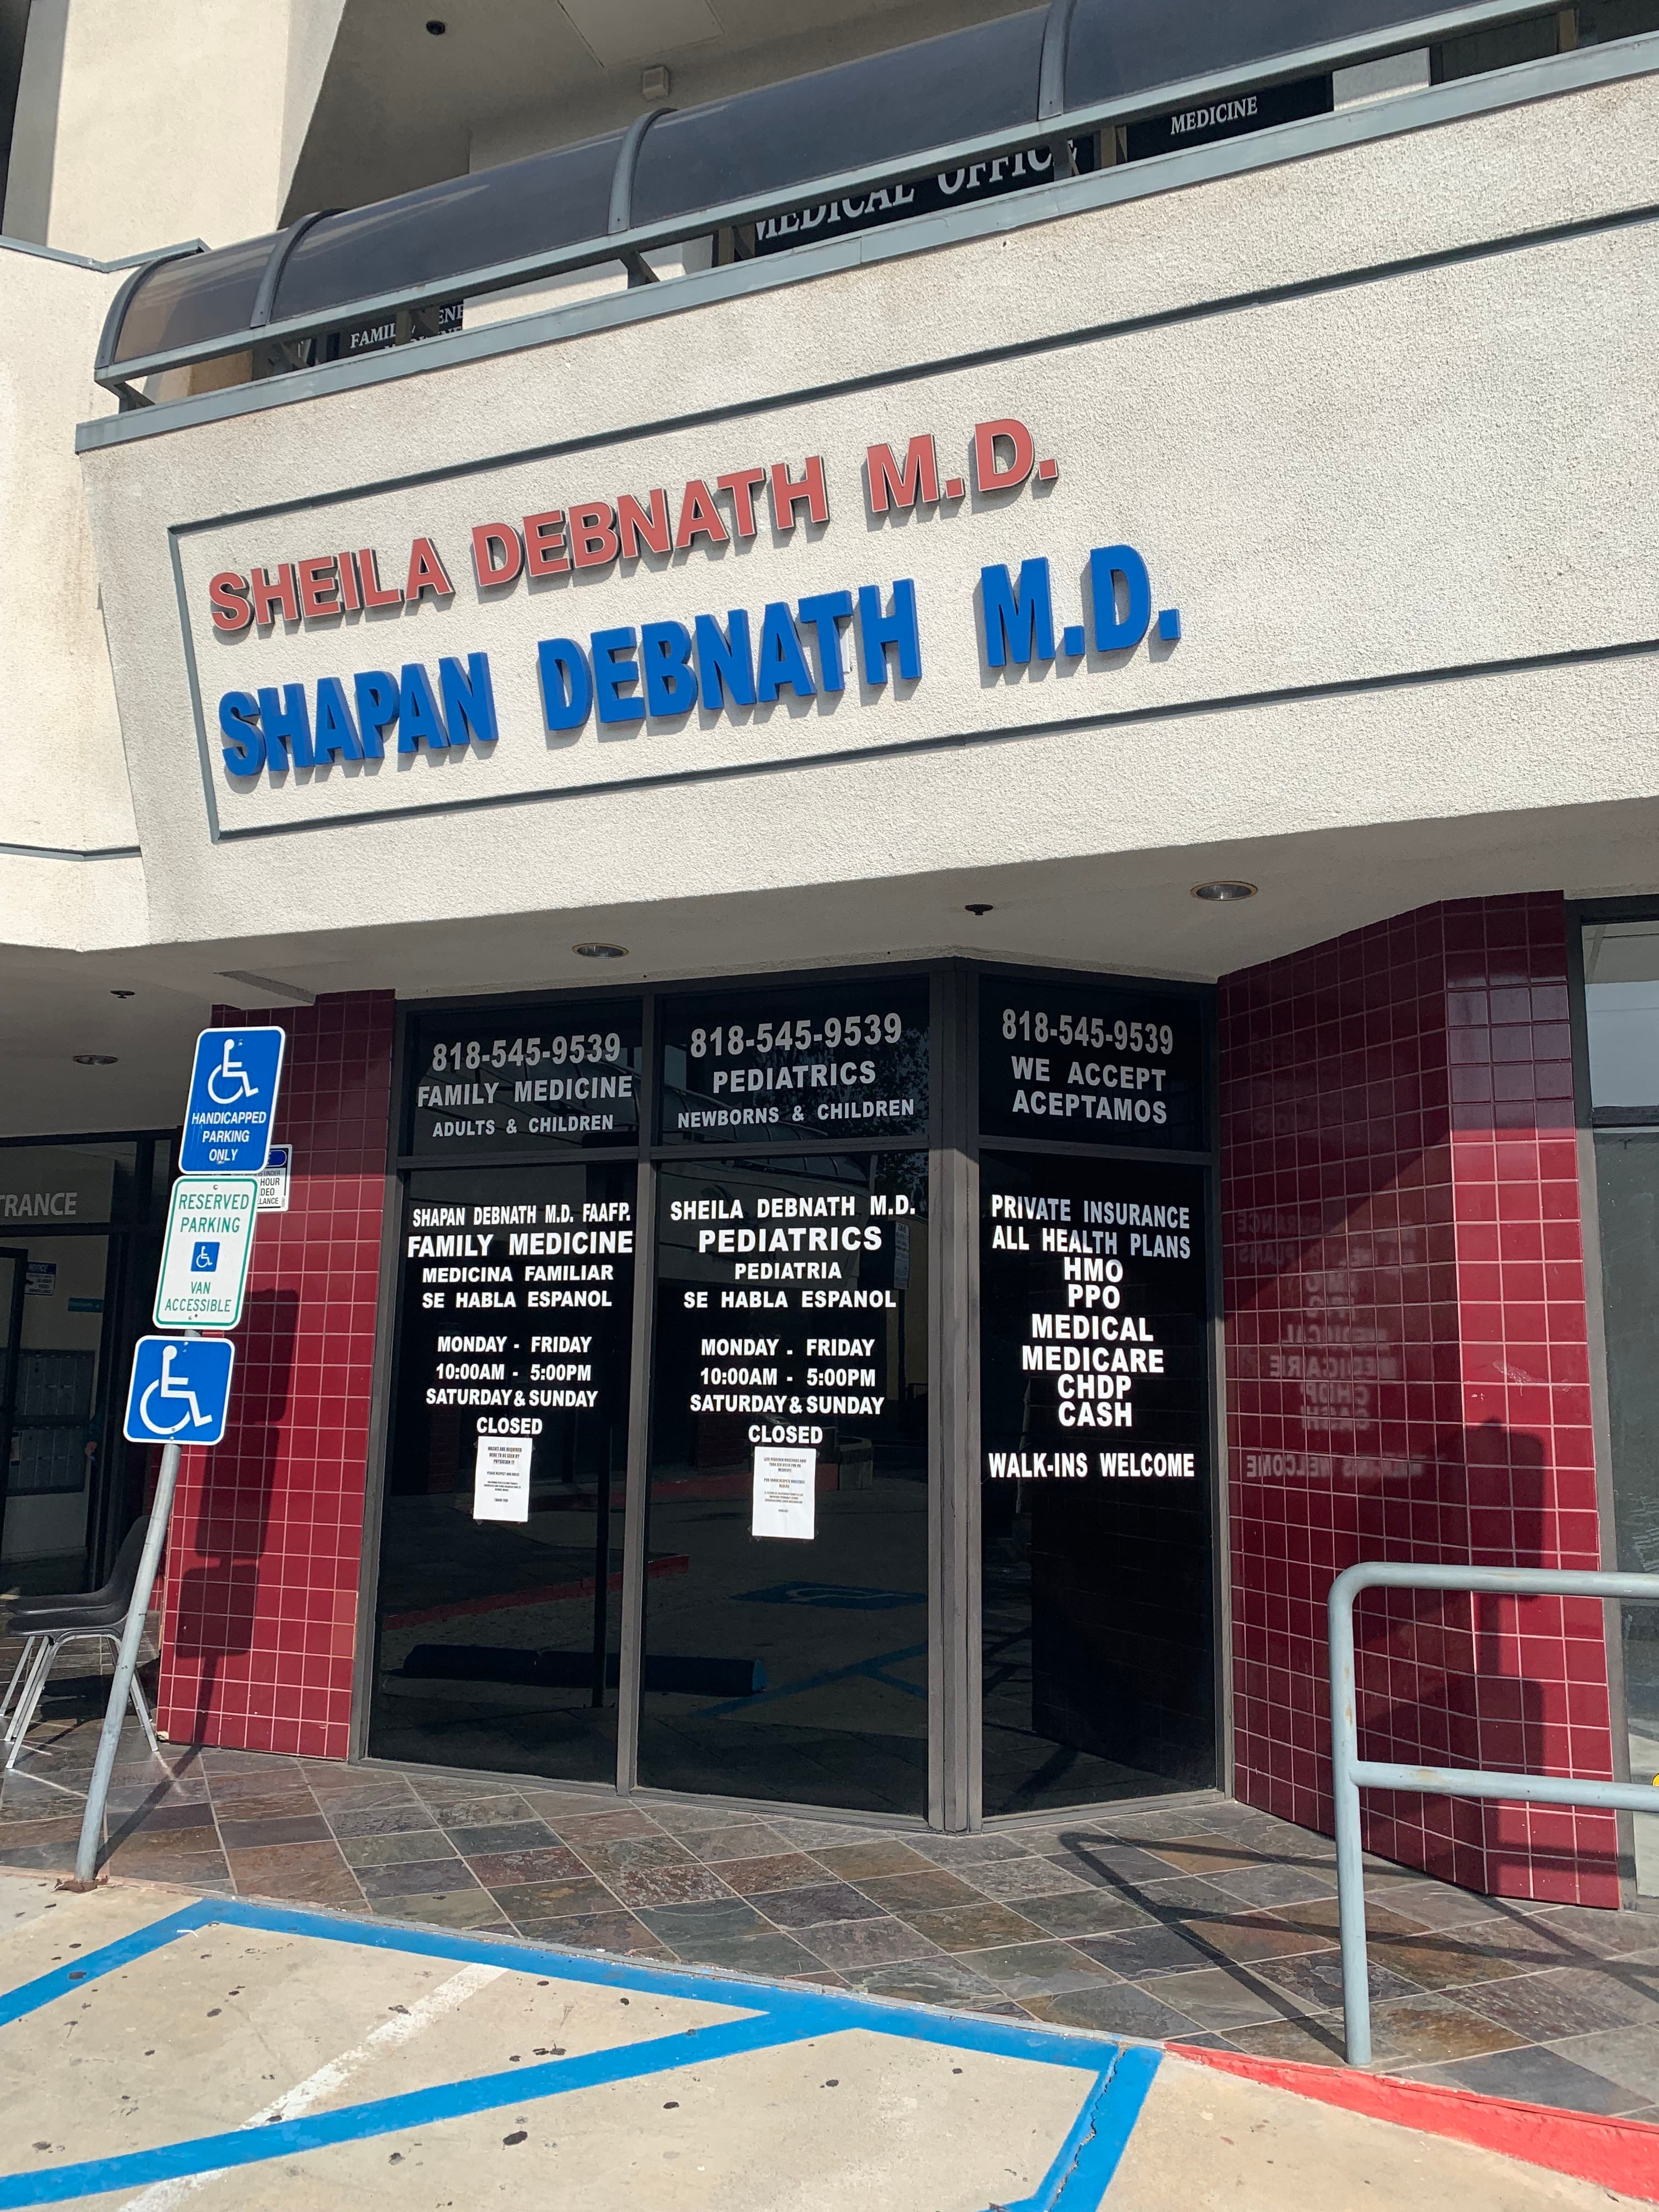 MEDICINE
MEDICAL OFFICE
SHEILA DEBNATH M.D.
SHAPAN DEBNATH M.D.
HANDICAPPED
PARKING
ONLY
RESERVED
PARKING
VAN
ACCESSIBLE
818-545-9539
FAMILY MEDICINE
ADULTS & CHILDREN
SHAPAN DEBNATH M.D. FAAFP.
FAMILY MEDICINE
MEDICINA FAMILIAR
SE HABLA ESPANOL
MONDAY - FRIDAY
10:00AM - 5:00PM
SATURDAY & SUNDAY
CLOSED
818-545-9539
PEDIATRICS
NEWBORNS & CHILDREN
SHEILA DEBNATH M.D.
PEDIATRICS
PEDIATRIA
SE HABLA ESPANOL
MONDAY - FRIDAY
10:00AM - 5:00PM
SATURDAY & SUNDAY
CLOSED
818-545-9539
WE ACCEPT
ACEPTAMOS
PRIVATE INSURANCE
ALL HEALTH PLANS
HMO
PPO
MEDICAL
MEDICARE
CHDP
CASH
WALK-INS WELCOME